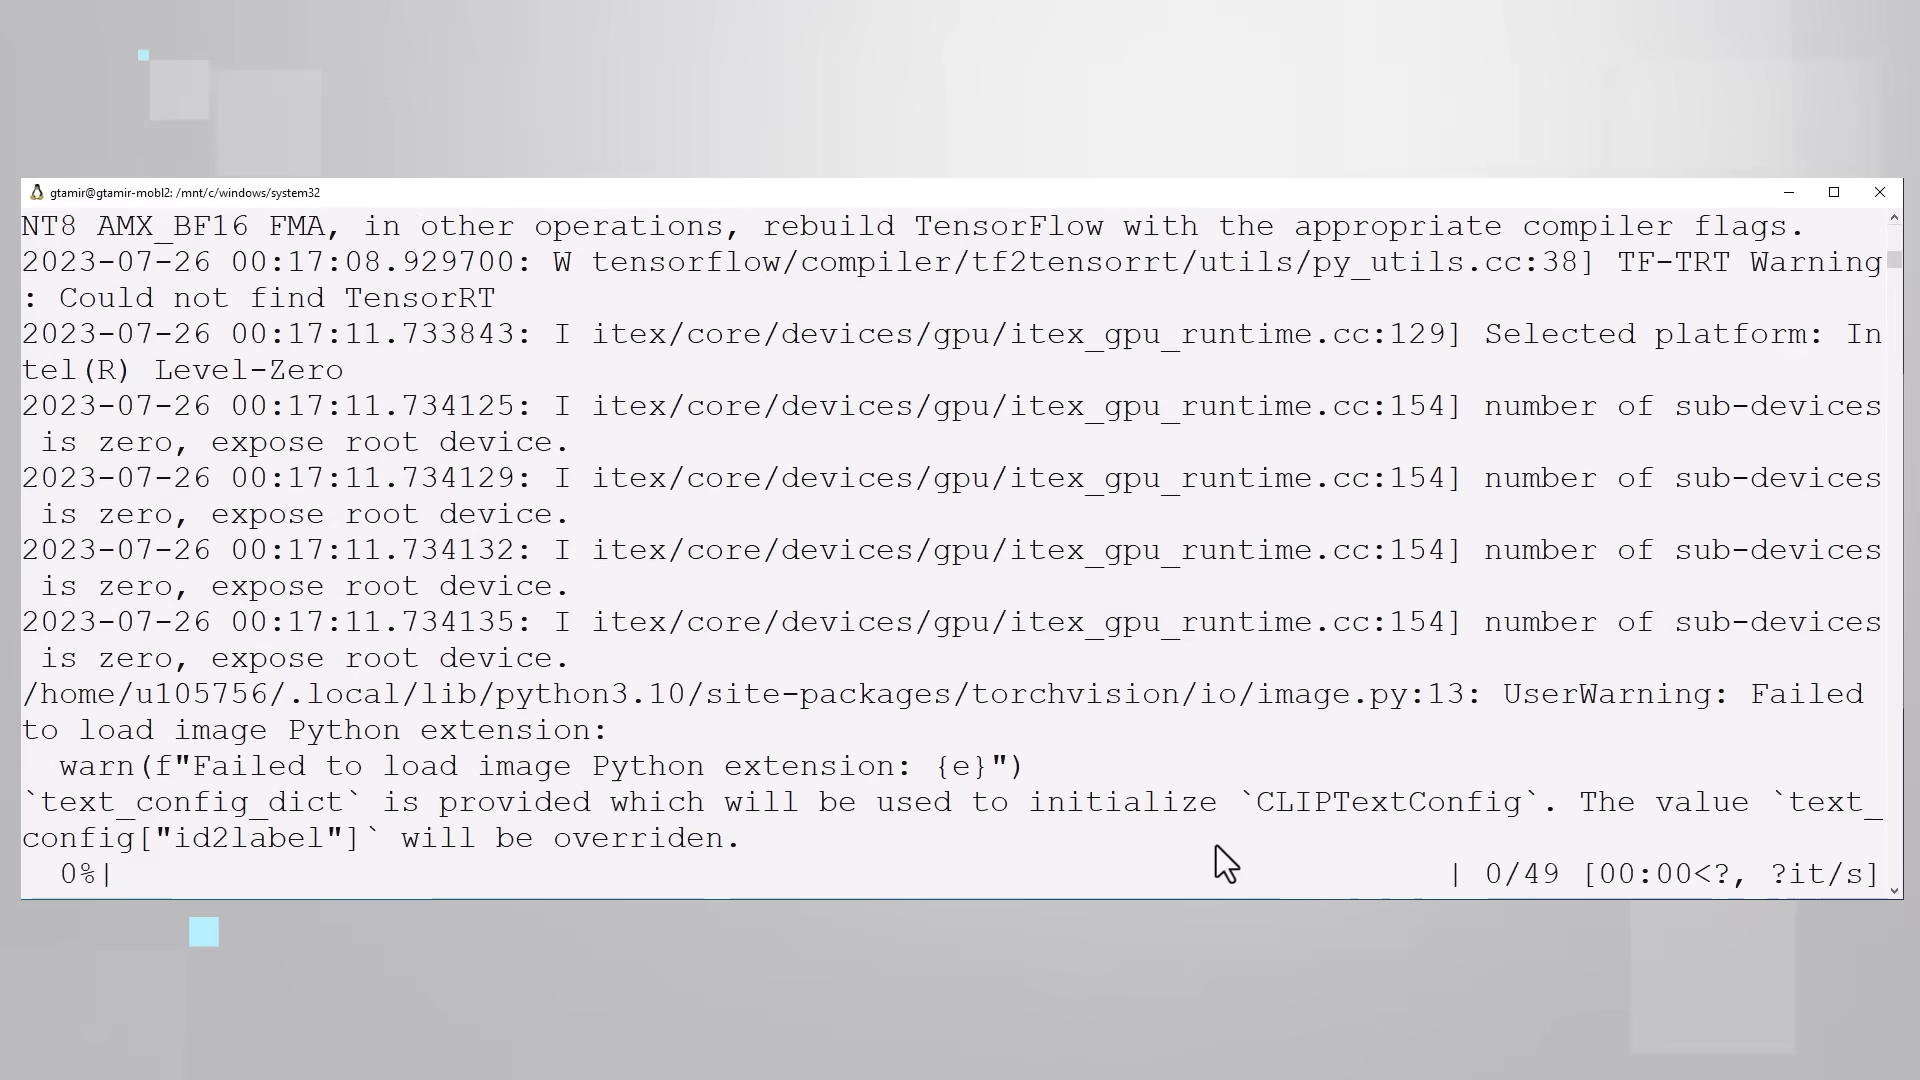 gtamir@gtamir-mobl2: /mnt/c/windows/system32
NT8 AMX_BF16 FMA, in other operations, rebuild TensorFlow with the appropriate compiler flags.
2023-07-26 00:17:08.929700: W tensorflow/compiler/tf2tensorrt/utils/py_utils.cc:38] TF-TRT Warning
: Could not find TensorRT
2023-07-26 00:17:11.733843: I itex/core/devices/gpu/itex_gpu_runtime.cc:129] Selected platform: In
tel(R) Level-Zero
2023-07-26 00:17:11.734125: I itex/core/devices/gpu/itex_gpu_runtime.cc:154] number of sub-devices
 is zero, expose root device.
2023-07-26 00:17:11.734129: I itex/core/devices/gpu/itex_gpu_runtime.cc:154] number of sub-devices
 is zero, expose root device.
2023-07-26 00:17:11.734132: I itex/core/devices/gpu/itex_gpu_runtime.cc:154] number of sub-devices
 is zero, expose root device.
2023-07-26 00:17:11.734135: I itex/core/devices/gpu/itex_gpu_runtime.cc:154] number of sub-devices
 is zero, expose root device.
/home/u105756/.local/lib/python3.10/site-packages/torchvision/io/image.py:13: UserWarning: Failed
to load image Python extension:
  warn(f"Failed to load image Python extension: {e}")
`text_config_dict` is provided which will be used to initialize `CLIPTextConfig`. The value `text_
config["id2label"]` will be overriden.
  0%| | 0/49 [00:00<?, ?it/s]